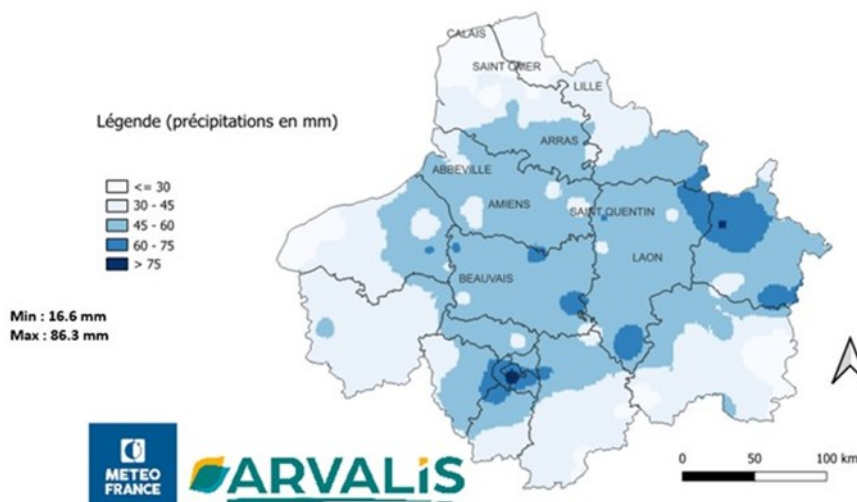 CALAIS
SAINT OMER
LILLE
Légende (précipitations en mm)
ARRAS
<= 30
30 - 45
45 - 60
60 - 75
> 75
ABBEVILLE
AMIENS
SAINT QUENTIN
LAON
BEAUVAIS
Min : 16.6 mm
Max : 86.3 mm
METEO
FRANCE
ARVALIS
0 50 100 km